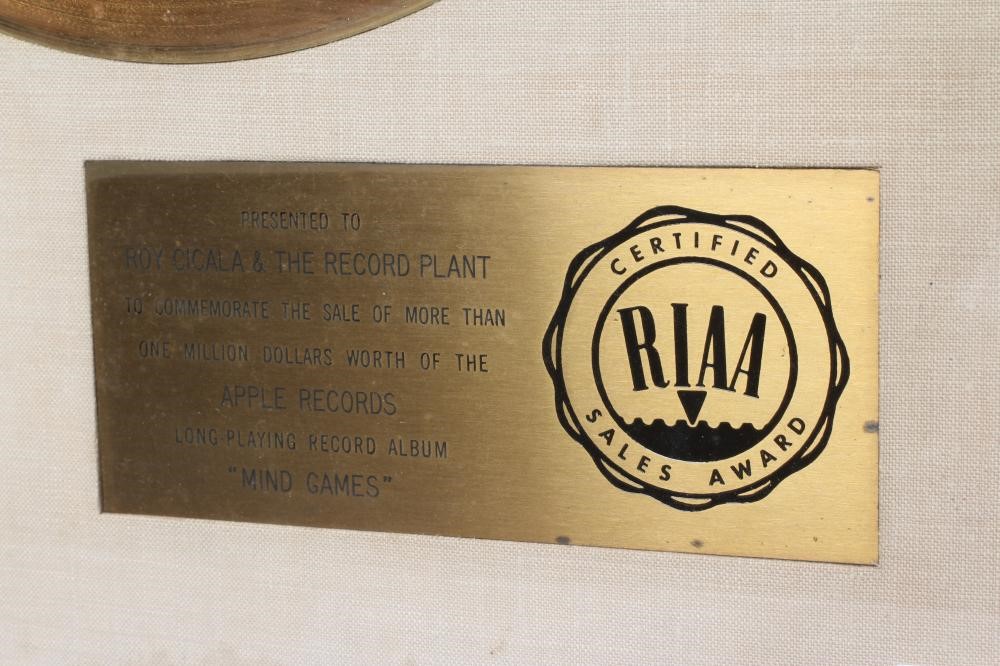 PRESENTED TO
ROY CICALA & THE RECORD PLANT
TO COMMEMORATE THE SALE OF MORE THAN
ONE MILLION DOLLARS WORTH OF THE
APPLE RECORDS
LONG-PLAYING RECORD ALBUM
"MIND GAMES"
CERTIFIED
RIAA
SALES AWARD